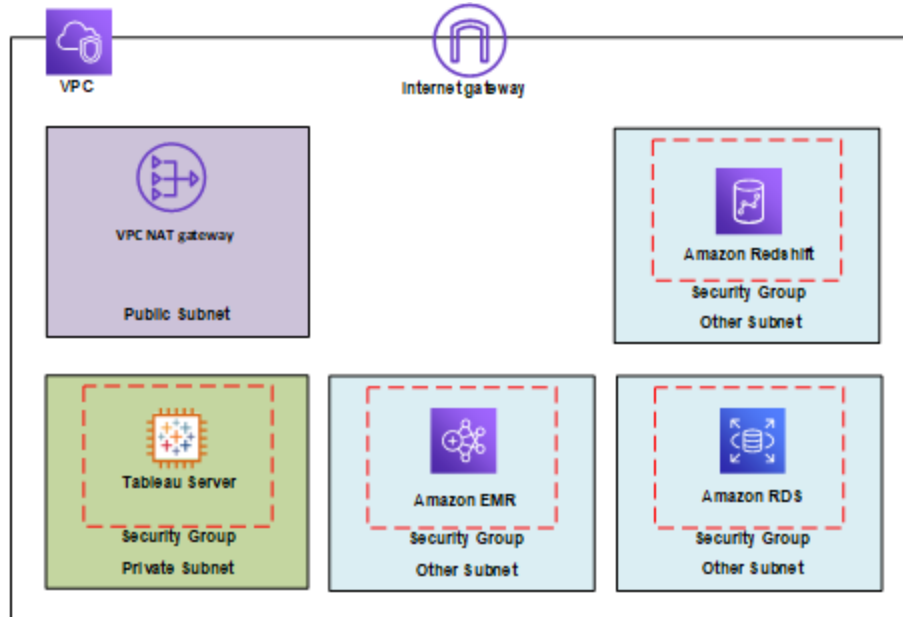 VPC
Internet gateway
VPC NAT gateway
Public Subnet
Amazon Redshift
Security Group
Other Subnet
Tableau Server
Security Group
Private Subnet
Amazon EMR
Security Group
Other Subnet
Amazon RDS
Security Group
Other Subnet